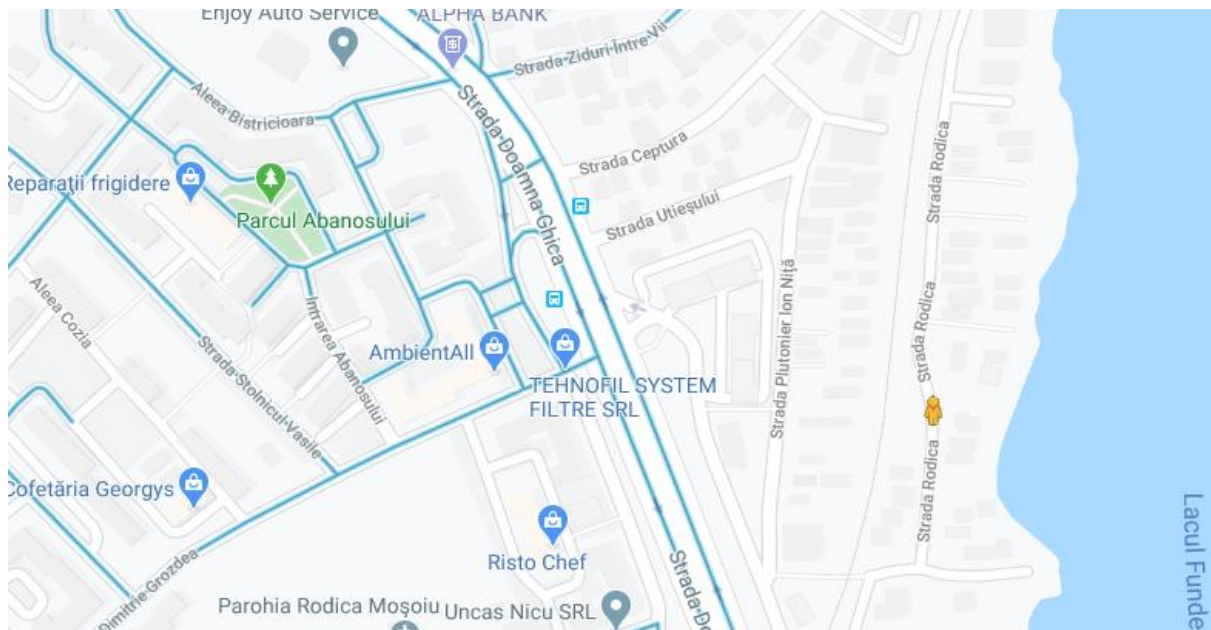 Enjoy Auto Service
ALPHA BANK
Strada Ziduri Între Vii
Aleea Bistricioara
Strada Doamna Ghica
Strada Ceptura
Strada Rodica
Reparații frigidere
Parcul Abanosului
Strada Utieșului
Strada Rodica
Aleea Cozia
Intrarea Abanosului
Strada Plutonier Ion Niță
AmbientAll
TEHNOFIL SYSTEM
FILTRE SRL
Strada Stolnicul Vasile
Strada Rodica
Cofetăria Georgys
Risto Chef
Lacul Funde
Dimitrie Grozdea
Strada Do
Parohia Rodica Moșoiu
Uncas Nicu SRL